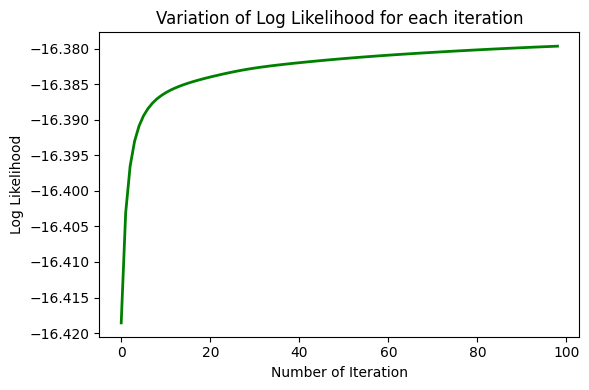 Variation of Log Likelihood for each iteration
−16.380
−16.385
−16.390
−16.395
−16.400
−16.405
−16.410
−16.415
−16.420
Log Likelihood
0 20 40 60 80 100
Number of Iteration